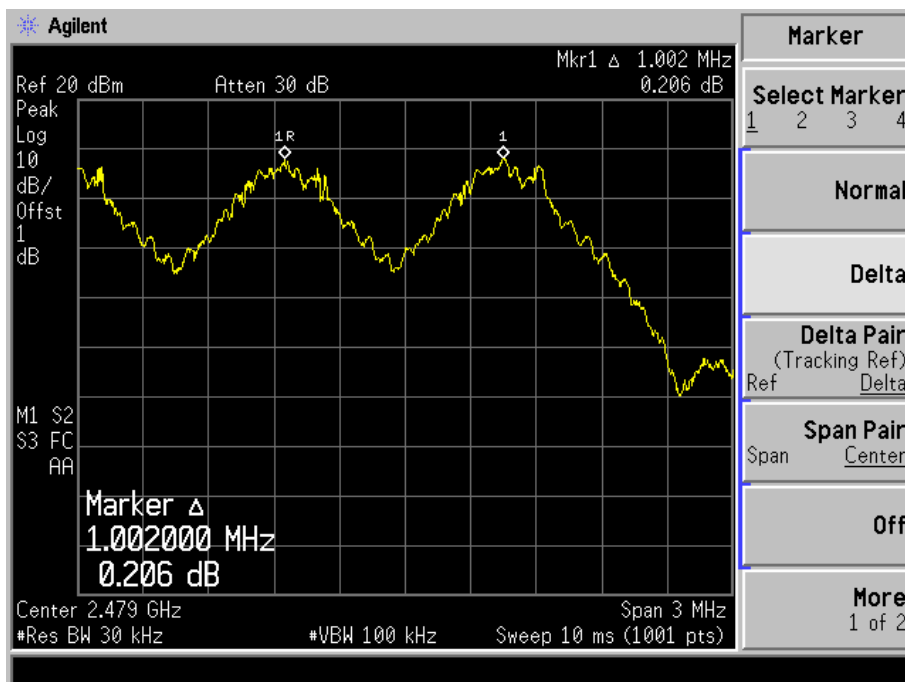 Agilent
Mkr1 Δ 1.002 MHz
Ref 20 dBm Atten 30 dB 0.206 dB
Peak
Log
10
dB/
Offst
1
dB
1R
1
M1 S2
S3 FC
AA
Marker Δ
1.002000 MHz
0.206 dB
Center 2.479 GHz Span 3 MHz
#Res BW 30 kHz #VBW 100 kHz Sweep 10 ms (1001 pts)
Marker
Select Marker
1 2 3 4
Normal
Delta
Delta Pair
(Tracking Ref)
Ref Delta
Span Pair
Span Center
Off
More
1 of 2